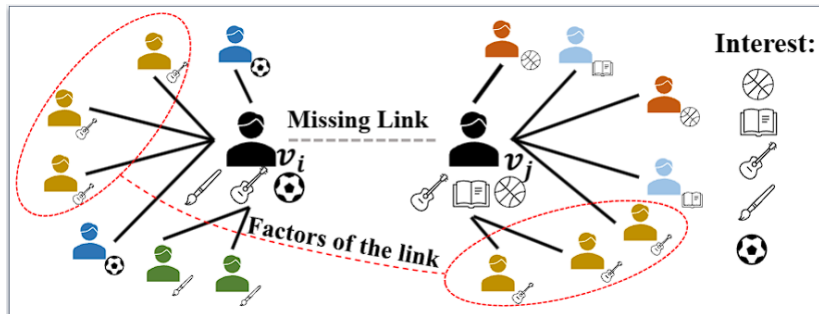 Interest:
Missing Link
v_i
v_j
Factors of the link